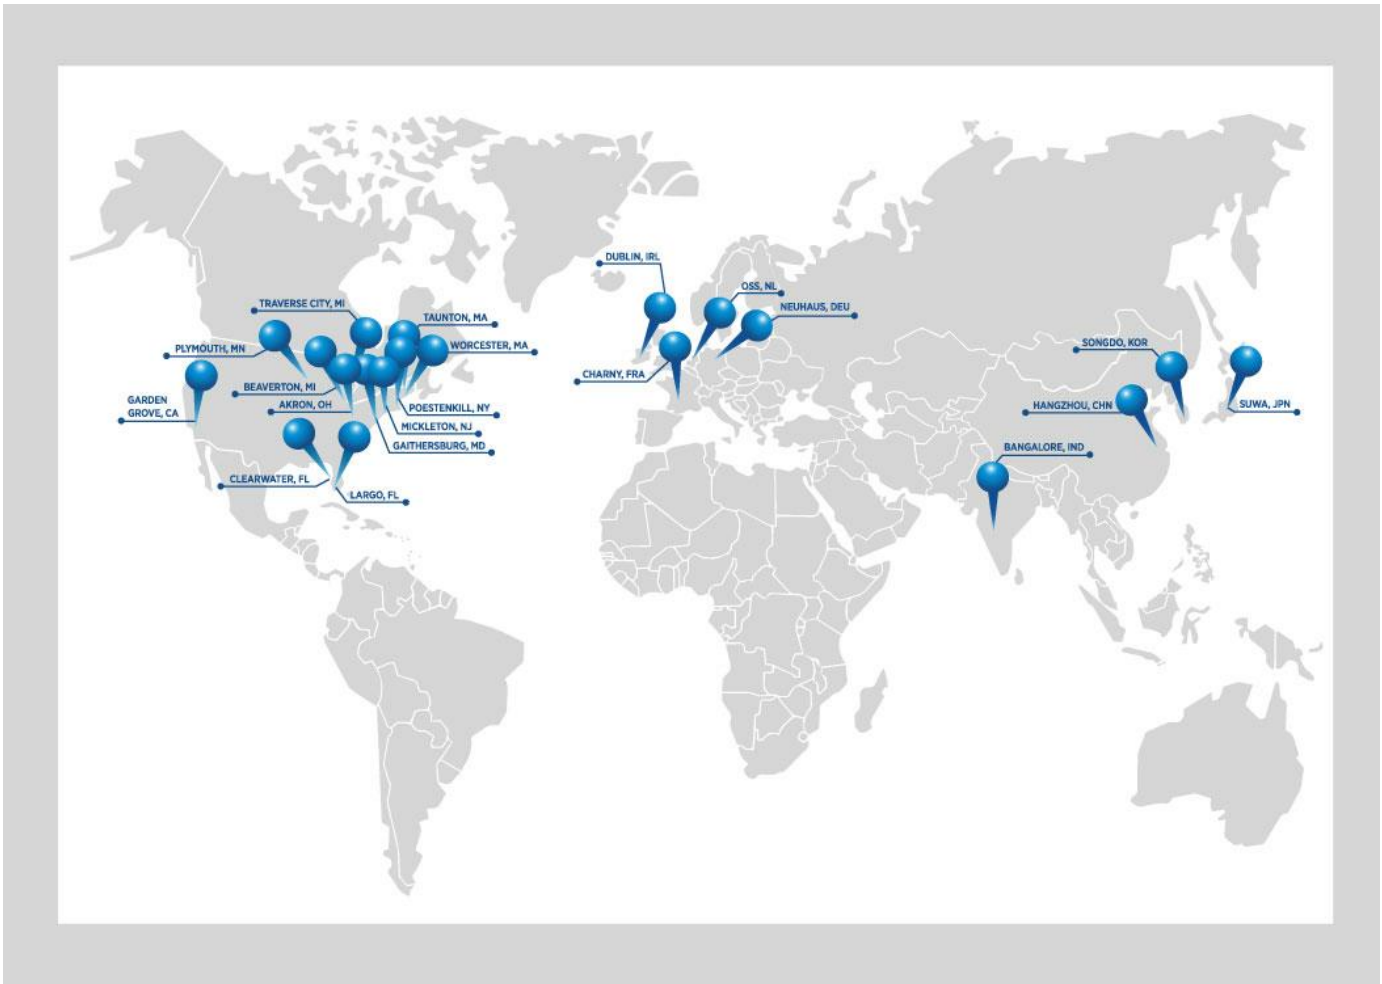 DUBLIN, IRL
OSS, NL
TRAVERSE CITY, MI
NEUHAUS, DEU
TAUNTON, MA
PLYMOUTH, MN
WORCESTER, MA
SONGDO, KOR
CHARNY, FRA
BEAVERTON, MI
GARDEN
GROVE, CA
AKRON, OH
POESTENKILL, NY
HANGZHOU, CHN
SUWA, JPN
MICKLETON, NJ
GAITHERSBURG, MD
BANGALORE, IND
CLEARWATER, FL
LARGO, FL